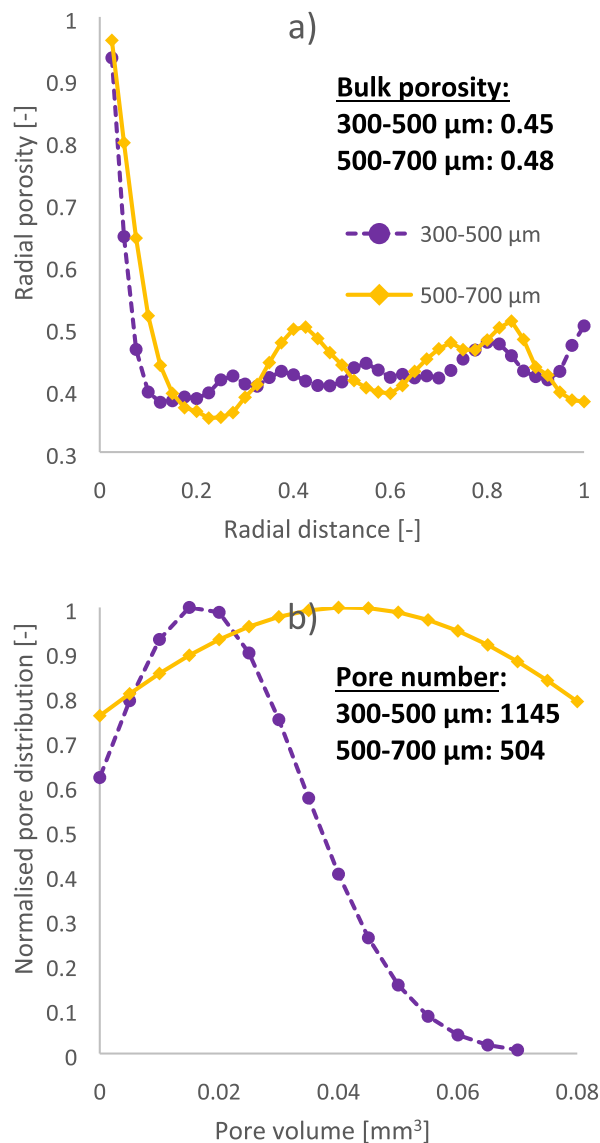 a)
1
0.9
0.8
0.7
0.6
0.5
0.4
0.3
Radial porosity [-]
Bulk porosity:
300-500 µm: 0.45
500-700 µm: 0.48
300-500 µm
500-700 µm
0 0.2 0.4 0.6 0.8 1
Radial distance [-]
b)
1
0.9
0.8
0.7
0.6
0.5
0.4
0.3
0.2
0.1
0
Normalised pore distribution [-]
Pore number:
300-500 µm: 1145
500-700 µm: 504
0 0.02 0.04 0.06 0.08
Pore volume [mm³]